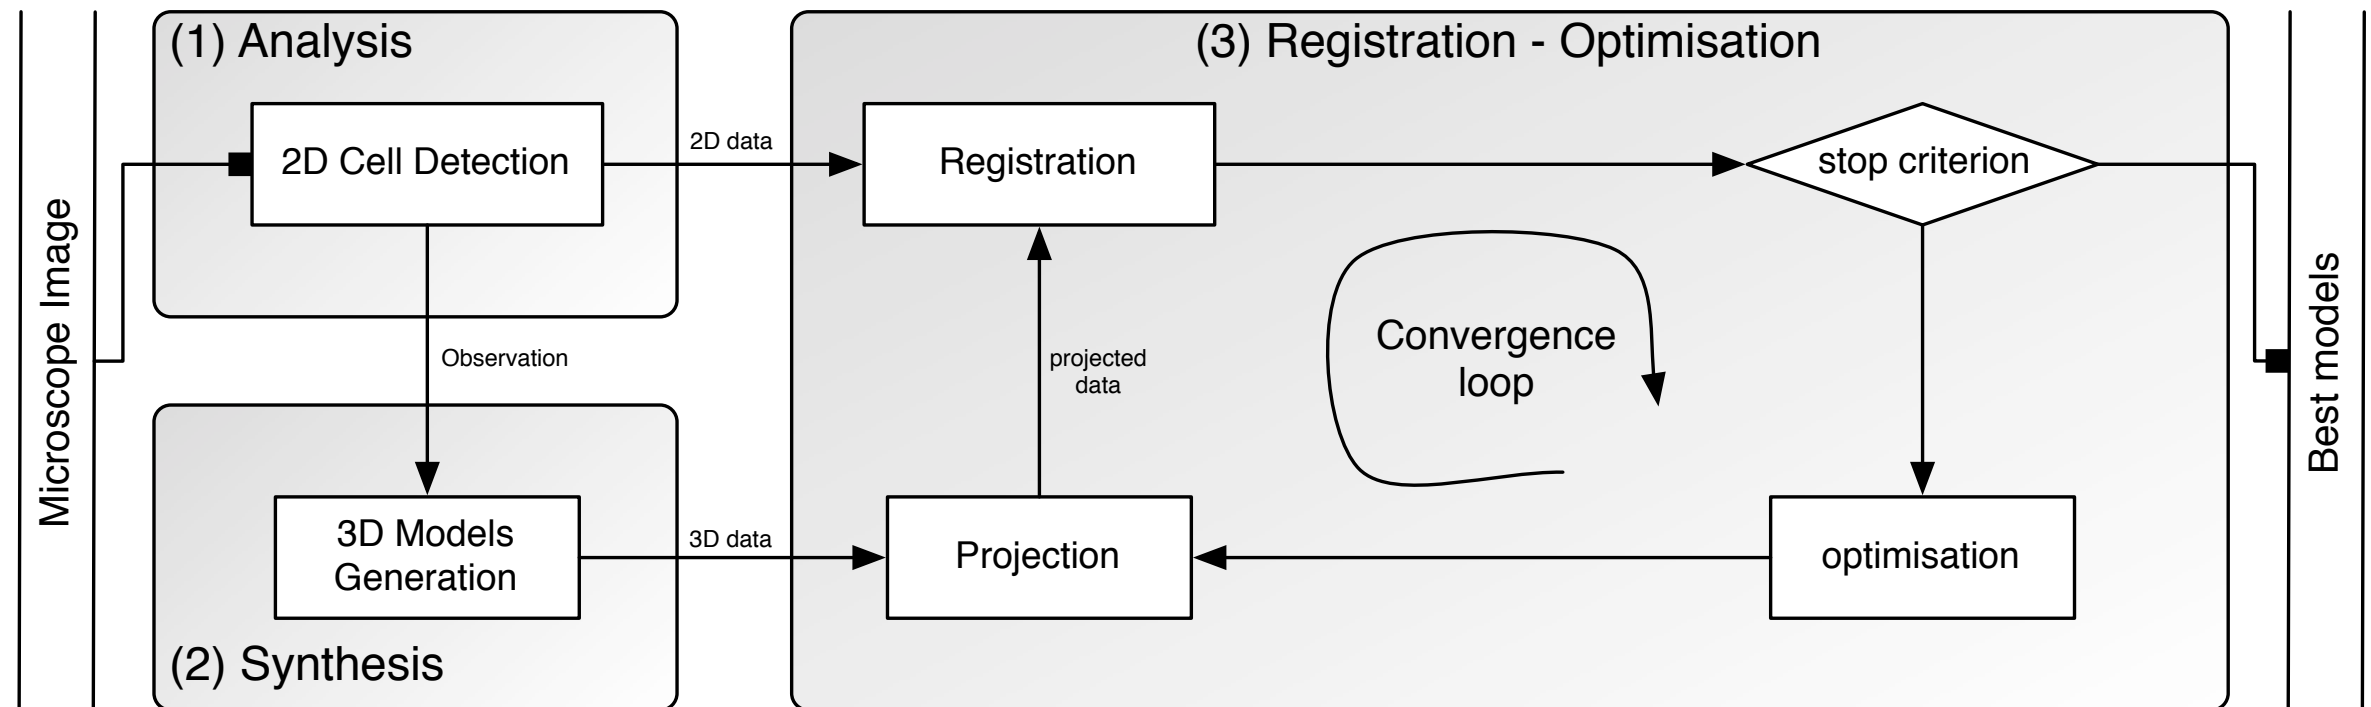 Microscope Image
(1) Analysis
2D Cell Detection
2D data
Observation
3D Models
Generation
(2) Synthesis
3D data
(3) Registration - Optimisation
Registration
stop criterion
projected
data
Convergence
loop
Projection
optimisation
Best models